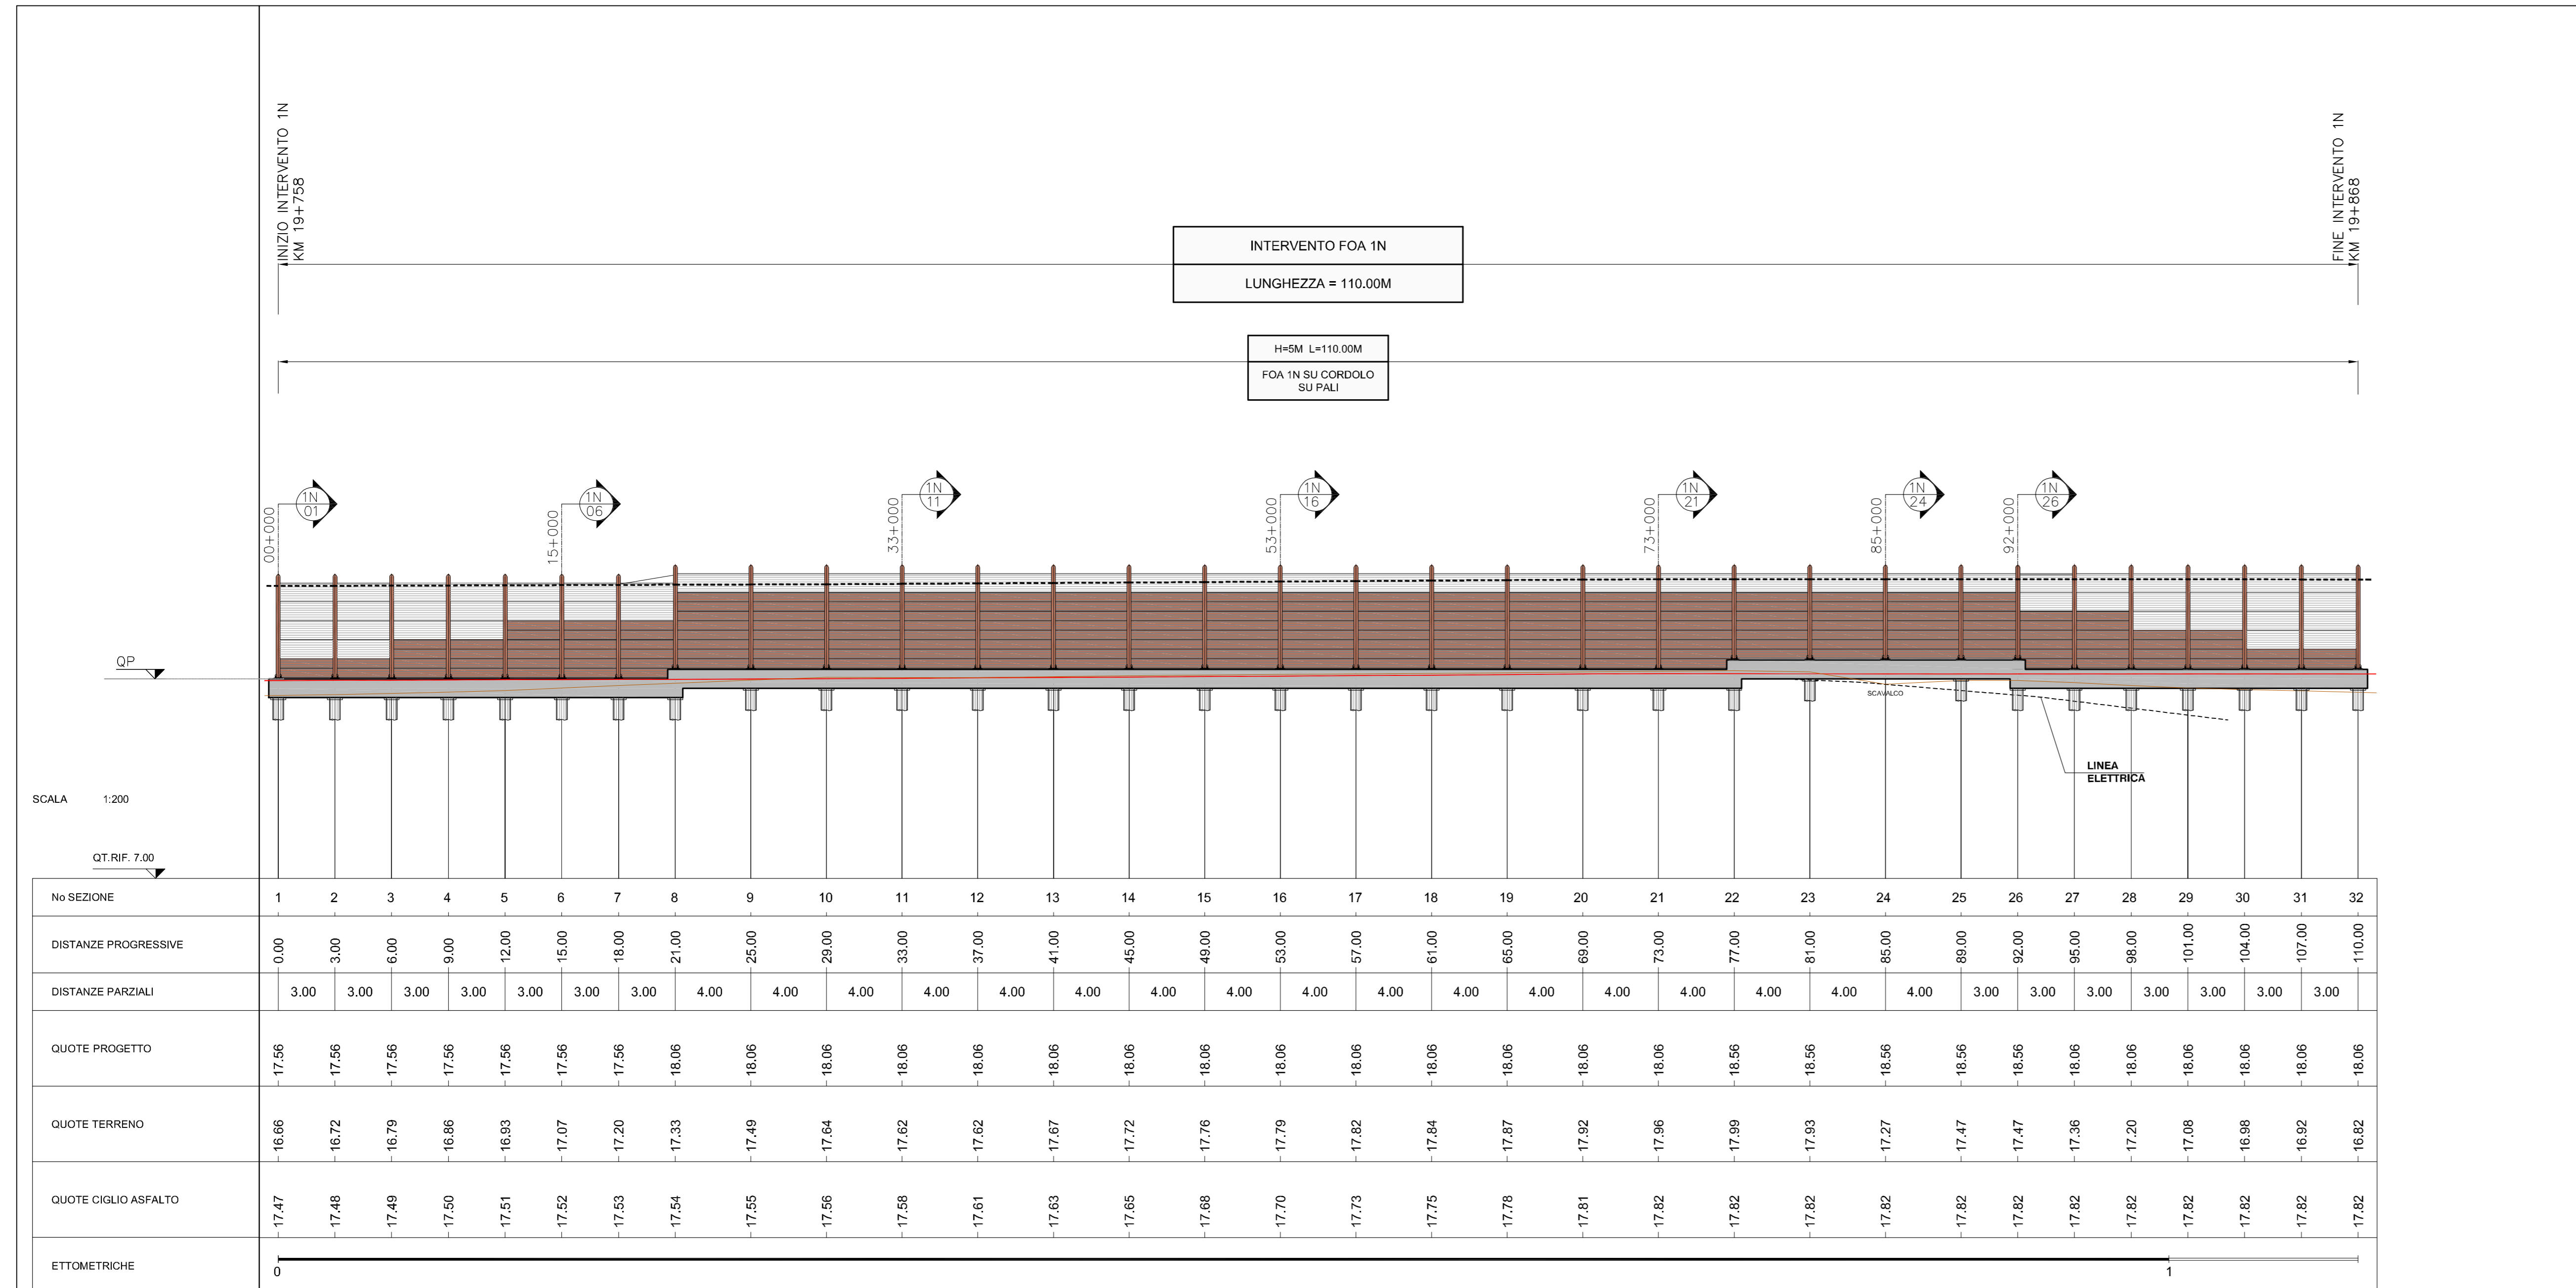 INIZIO INTERVENTO 1N
KM 19+758
FINE INTERVENTO 1N
KM 19+868
INTERVENTO FOA 1N
LUNGHEZZA = 110.00M
H=5M L=110.00M
FOA 1N SU CORDOLO
SU PALI
00+000
1N
01
15+000
1N
06
33+000
1N
11
53+000
1N
16
73+000
1N
21
85+000
1N
24
92+000
1N
26
QP
SCAVALCO
LINEA
ELETTRICA
SCALA 1:200
QT.RIF. 7.00
No SEZIONE 1 2 3 4 5 6 7 8 9 10 11 12 13 14 15 16 17 18 19 20 21 22 23 24 25 26 27 28 29 30 31 32
DISTANZE PROGRESSIVE 0.00 3.00 6.00 9.00 12.00 15.00 18.00 21.00 25.00 29.00 33.00 37.00 41.00 45.00 49.00 53.00 57.00 61.00 65.00 69.00 73.00 77.00 81.00 85.00 89.00 92.00 95.00 98.00 101.00 104.00 107.00 110.00
DISTANZE PARZIALI 3.00 3.00 3.00 3.00 3.00 3.00 3.00 4.00 4.00 4.00 4.00 4.00 4.00 4.00 4.00 4.00 4.00 4.00 4.00 4.00 4.00 4.00 4.00 4.00 3.00 3.00 3.00 3.00 3.00 3.00 3.00
QUOTE PROGETTO 17.56 17.56 17.56 17.56 17.56 17.56 17.56 18.06 18.06 18.06 18.06 18.06 18.06 18.06 18.06 18.06 18.06 18.06 18.06 18.06 18.06 18.56 18.56 18.56 18.56 18.56 18.06 18.06 18.06 18.06 18.06 18.06
QUOTE TERRENO 16.66 16.72 16.79 16.86 16.93 17.07 17.20 17.33 17.49 17.64 17.62 17.62 17.67 17.72 17.76 17.79 17.82 17.84 17.87 17.92 17.96 17.99 17.93 17.27 17.47 17.47 17.36 17.20 17.08 16.98 16.92 16.82
QUOTE CIGLIO ASFALTO 17.47 17.48 17.49 17.50 17.51 17.52 17.53 17.54 17.55 17.56 17.58 17.61 17.63 17.65 17.68 17.70 17.73 17.75 17.78 17.81 17.82 17.82 17.82 17.82 17.82 17.82 17.82 17.82 17.82 17.82 17.82 17.82
ETTOMETRICHE 0 1